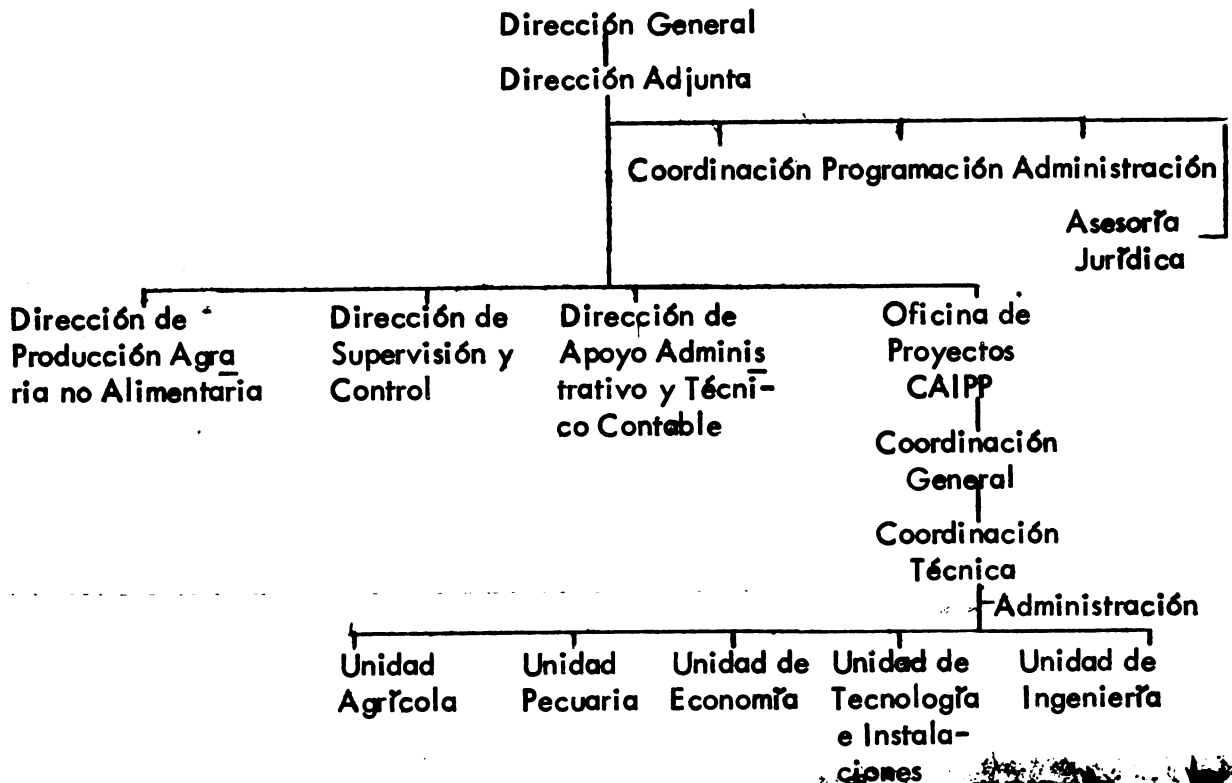 Dirección General
Dirección Adjunta
Coordinación Programación Administración
Asesoría
Jurídica
Dirección de
Producción Agra
ria no Alimentaria
Dirección de
Supervisión y
Control
Dirección de
Apoyo Adminis
trativo y Técni-
co Contable
Oficina de
Proyectos
CAIPP
Coordinación
General
Coordinación
Técnica
Administración
Unidad
Agrícola
Unidad
Pecuaria
Unidad de
Economía
Unidad de
Tecnología
e Instala-
ciones
Unidad de
Ingeniería